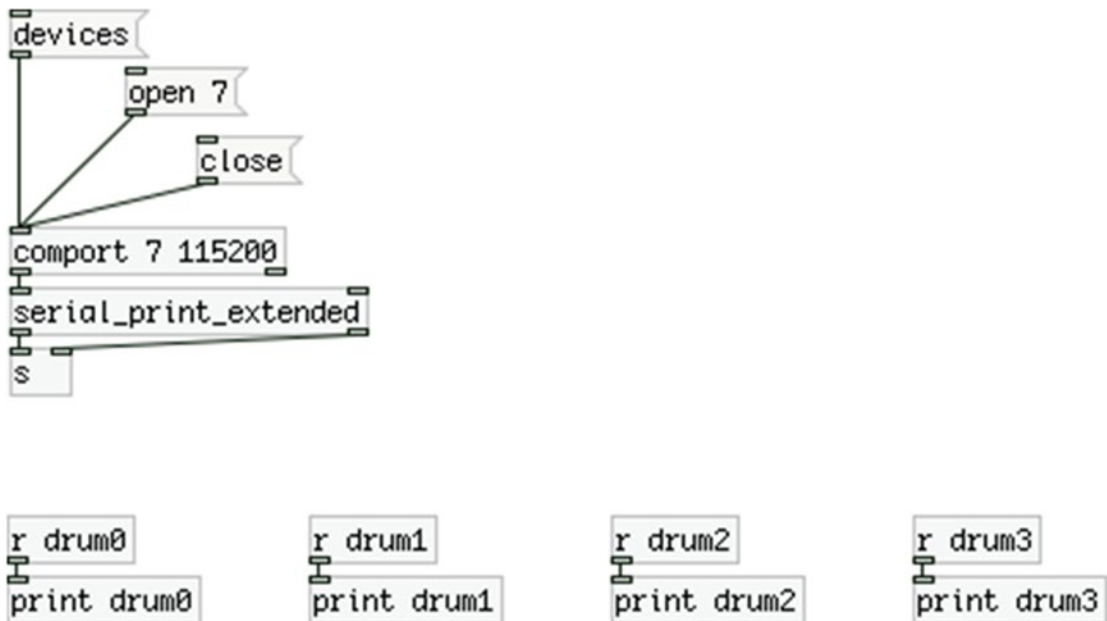 devices
open 7
close
comport 7 115200
serial_print_extended
s
r drum0
r drum1
r drum2
r drum3
print drum0
print drum1
print drum2
print drum3